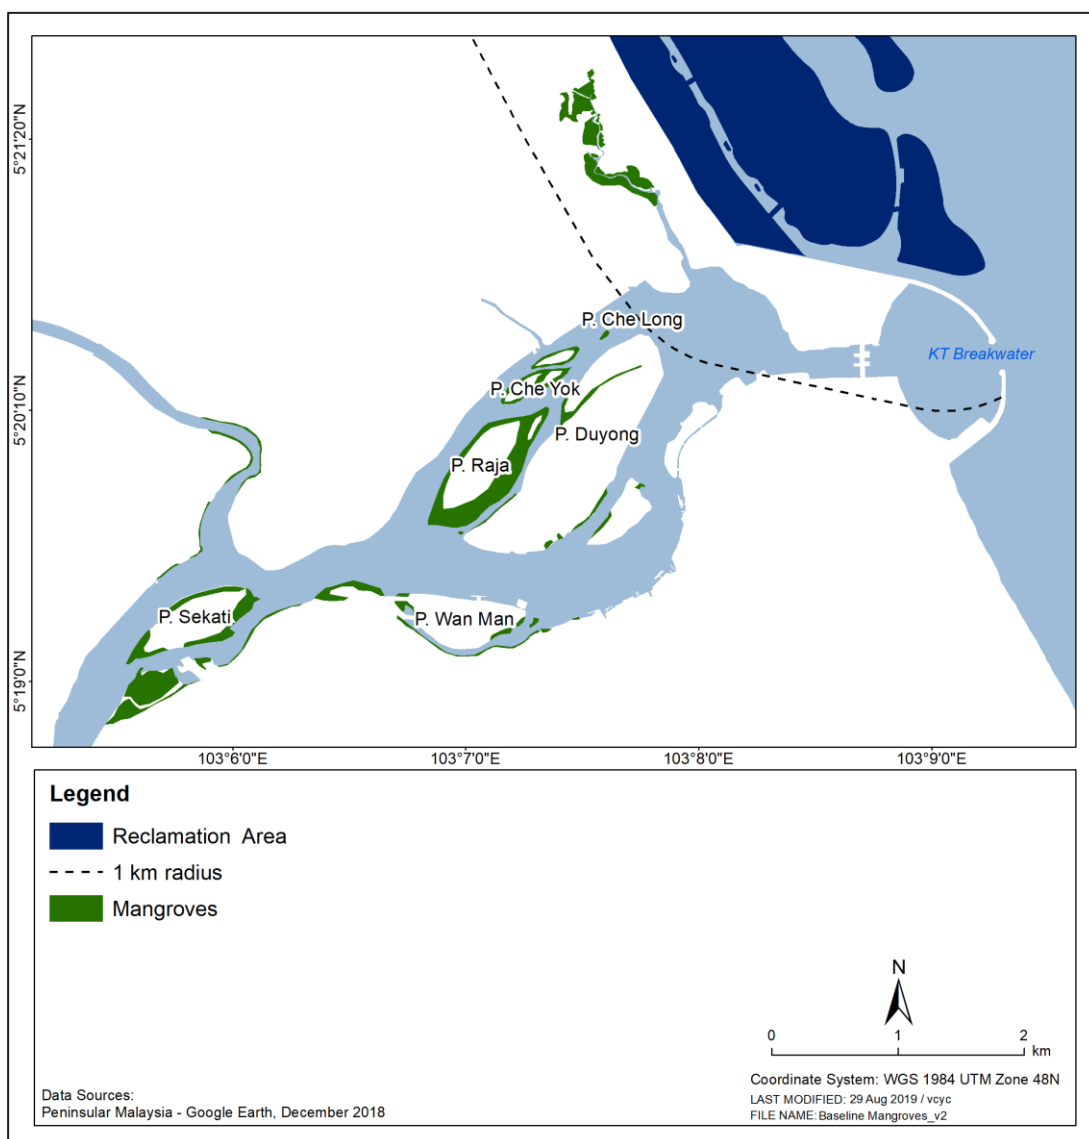 5°21'20"N
P. Che Long
KT Breakwater
P. Che Yok
5°20'10"N
P. Duyong
P. Raja
P. Sekati
P. Wan Man
5°19'0"N
103°6'0"E
103°7'0"E
103°8'0"E
103°9'0"E
Legend
Reclamation Area
1 km radius
Mangroves
N
0
1
2
km
Data Sources:
Peninsular Malaysia - Google Earth, December 2018
Coordinate System: WGS 1984 UTM Zone 48N
LAST MODIFIED: 29 Aug 2019 / vcyc
FILE NAME: Baseline Mangroves_v2